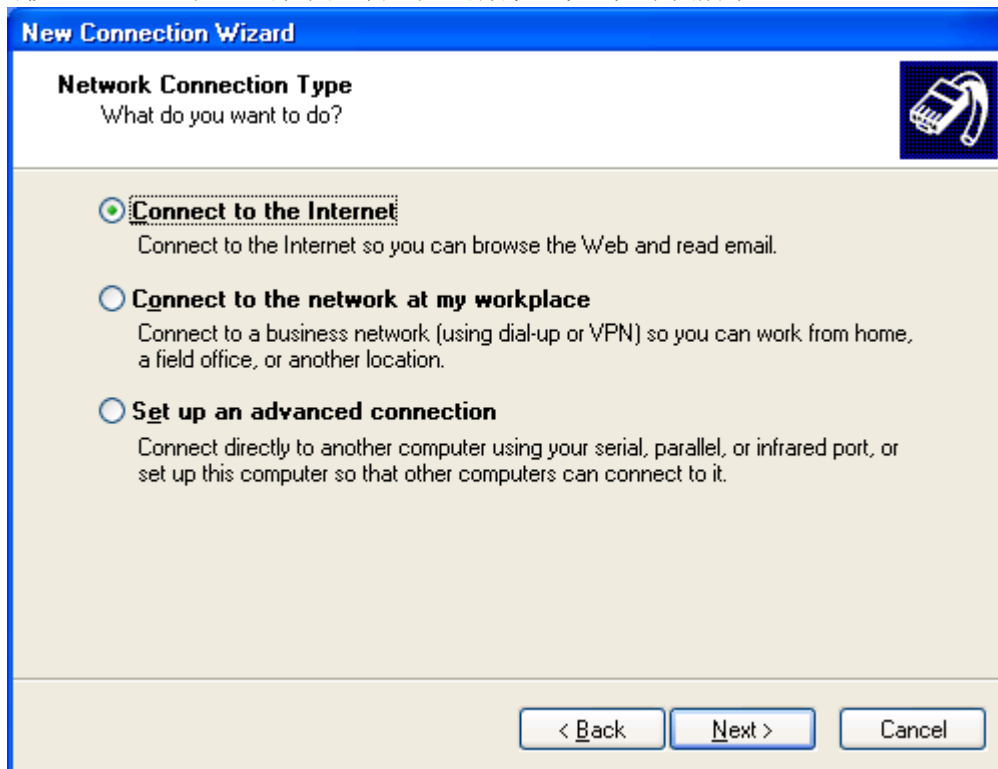 New Connection Wizard
Network Connection Type
What do you want to do?
Connect to the Internet
Connect to the Internet so you can browse the Web and read email.
Connect to the network at my workplace
Connect to a business network (using dial-up or VPN) so you can work from home,
a field office, or another location.
Set up an advanced connection
Connect directly to another computer using your serial, parallel, or infrared port, or
set up this computer so that other computers can connect to it.
< Back Next > Cancel